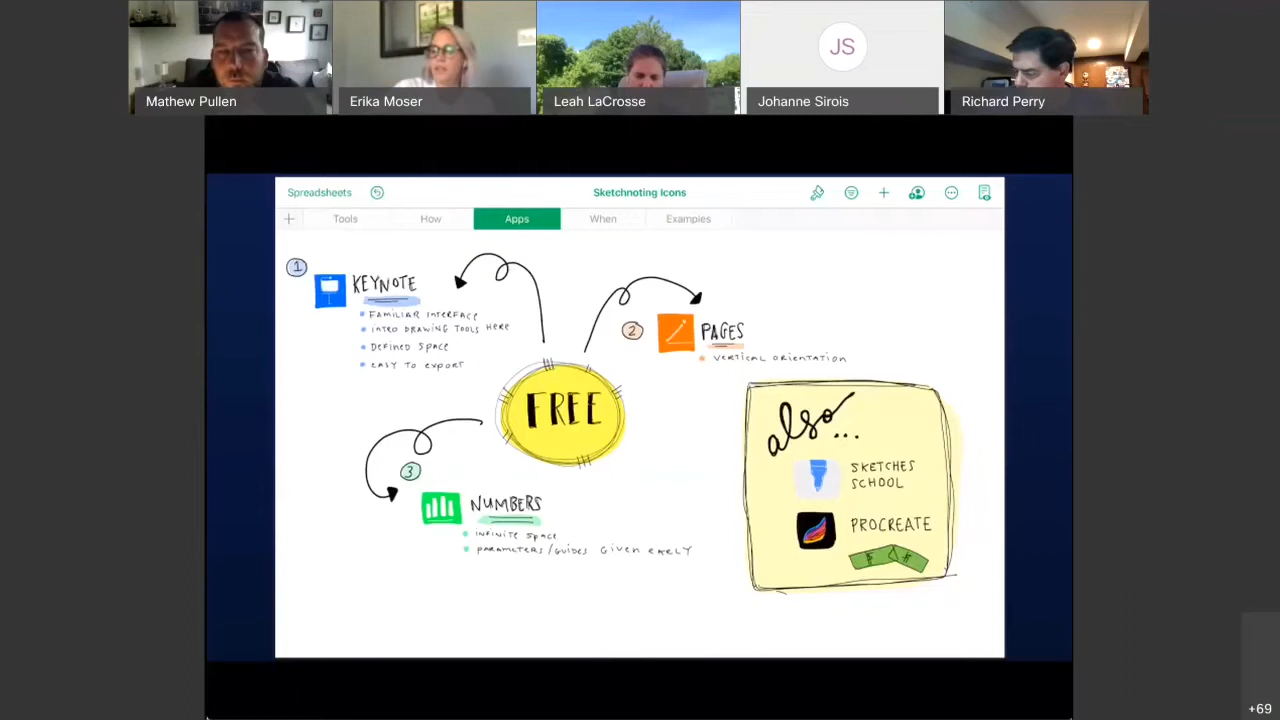 Mathew Pullen
Erika Moser
Leah LaCrosse
JS
Johanne Sirois
Richard Perry
Spreadsheets
Sketchnoting Icons
Tools
How
Apps
When
Examples
1
KEYNOTE
FAMILIAR INTERFACE
INTRO DRAWING TOOLS HERE
DEFINED SPACE
EASY TO EXPORT
2
PAGES
VERTICAL ORIENTATION
FREE
3
NUMBERS
INFINITE SPACE
PARAMETERS/GUIDES GIVEN EARLY
also...
SKETCHES
SCHOOL
PROCREATE
+69